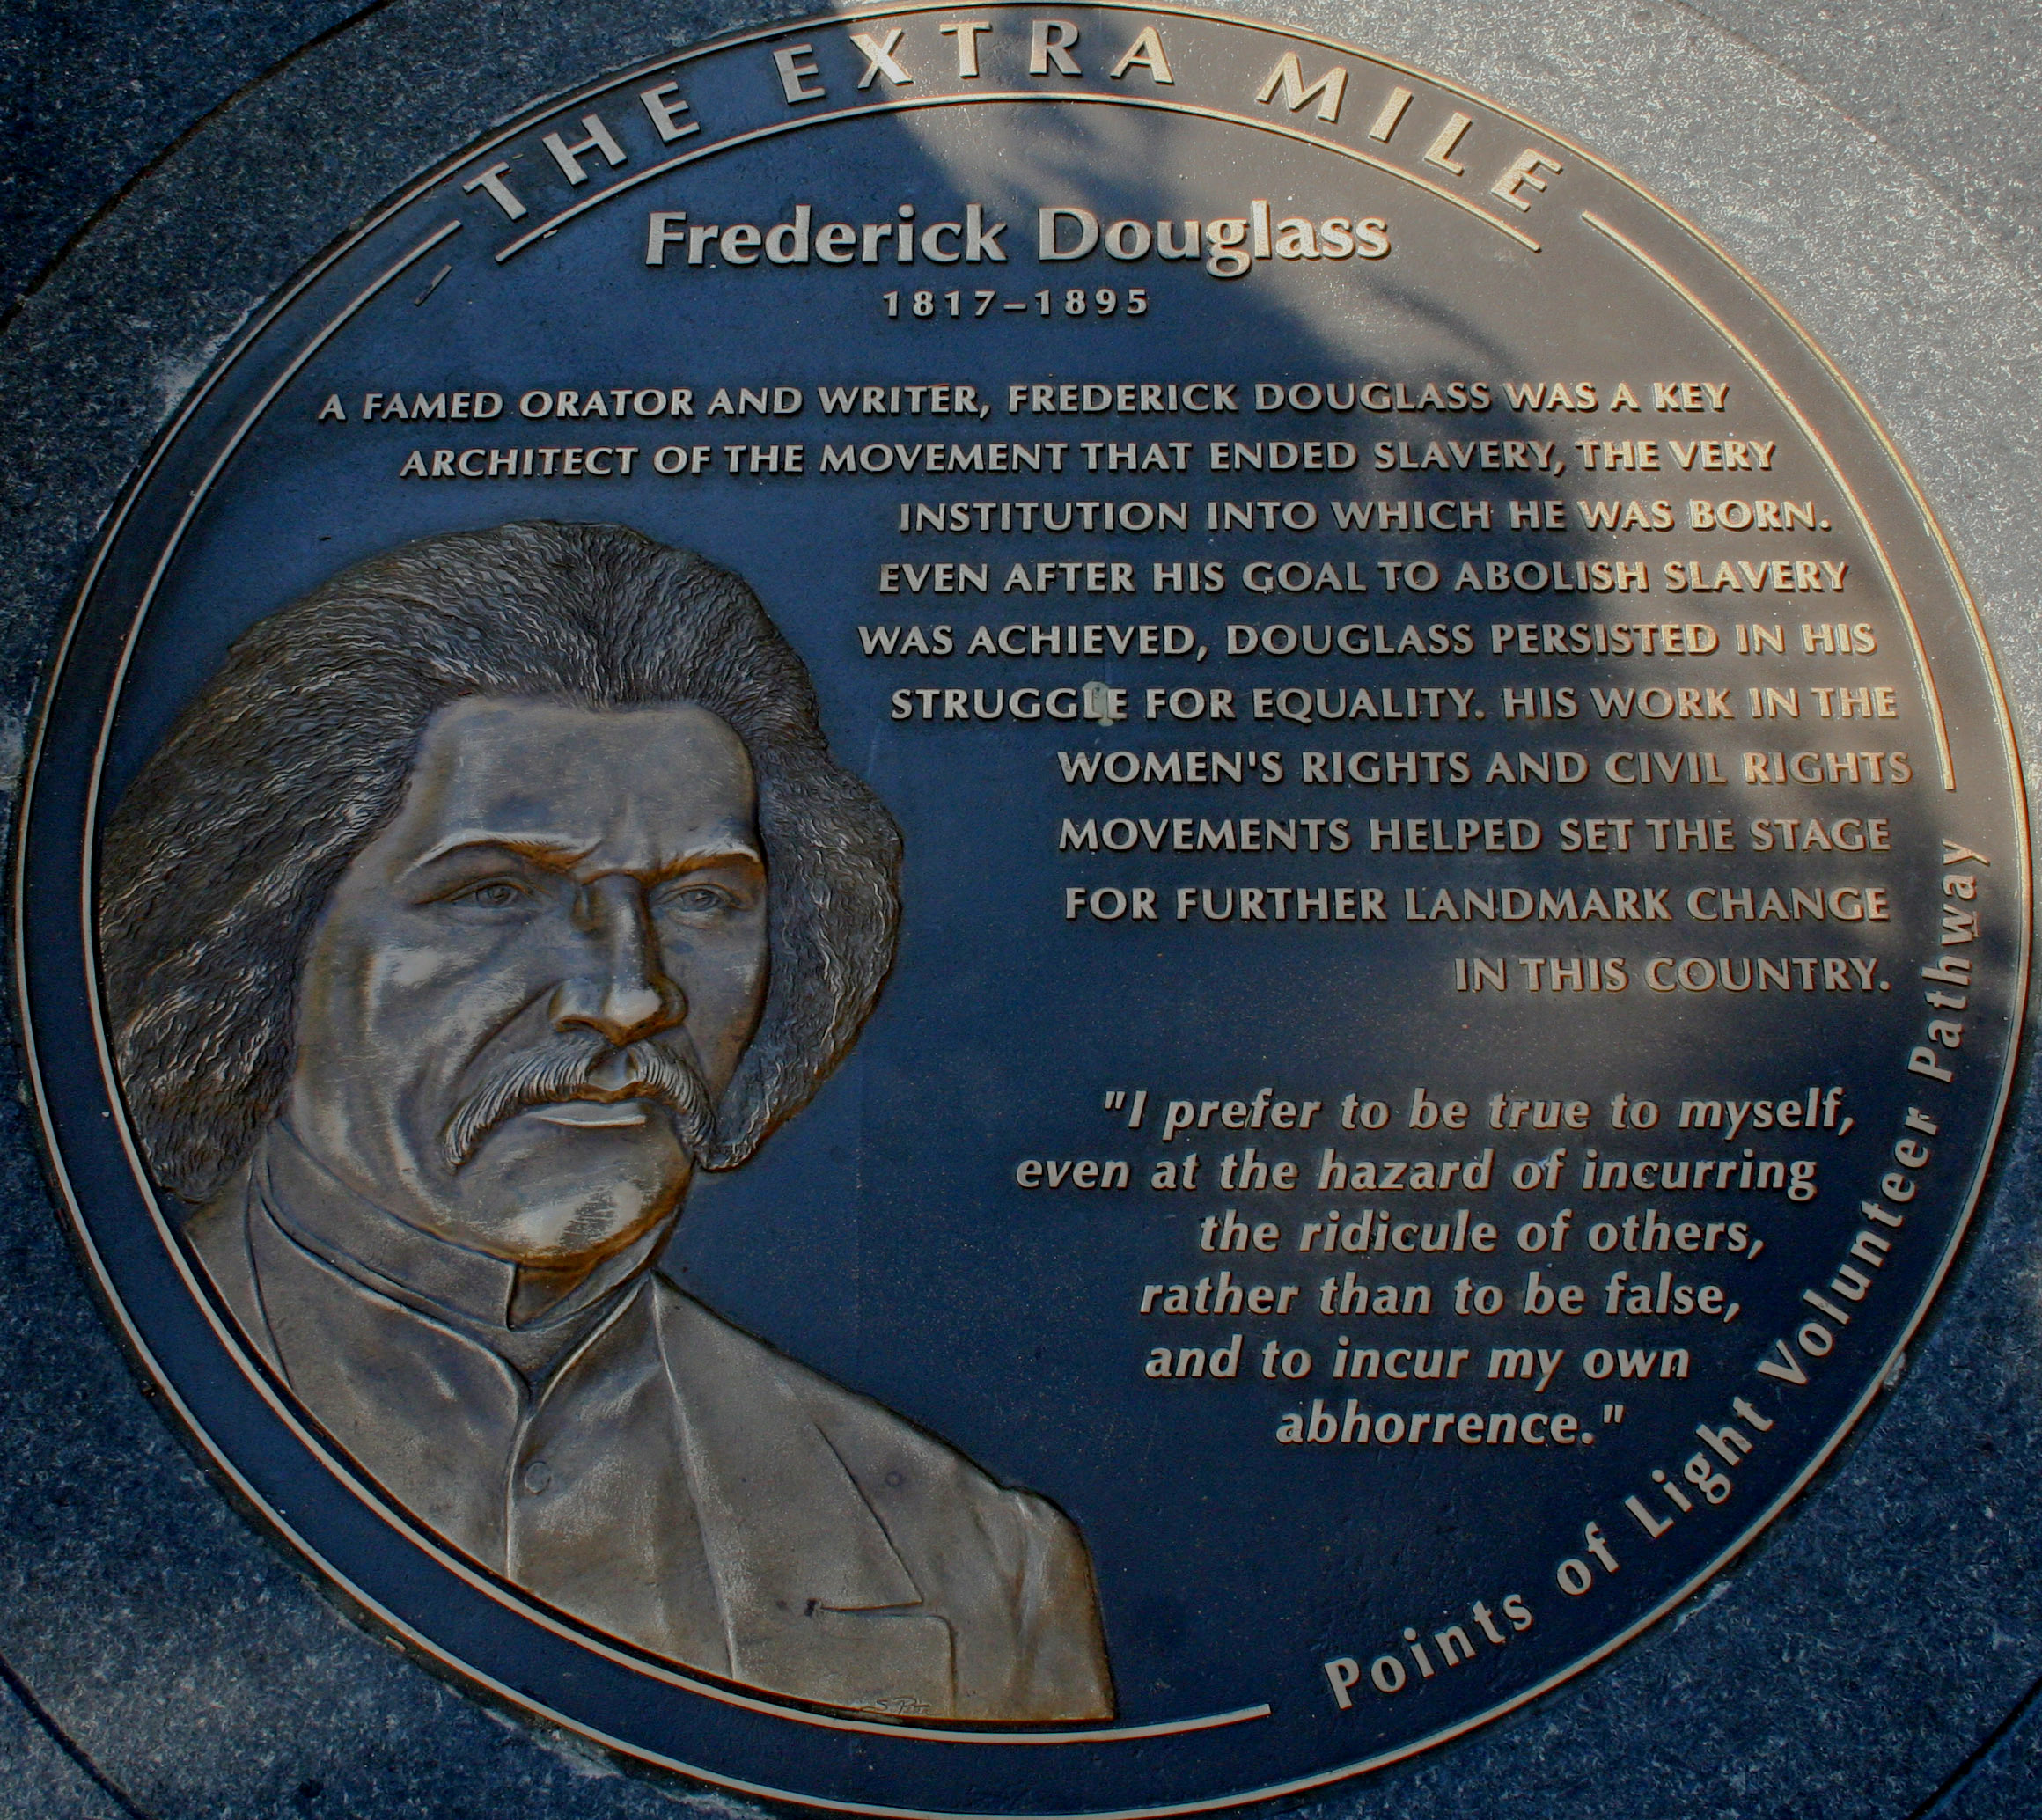 THE EXTRA MILE
Frederick Douglass
1817–1895
A FAMED ORATOR AND WRITER, FREDERICK DOUGLASS WAS A KEY
ARCHITECT OF THE MOVEMENT THAT ENDED SLAVERY, THE VERY
INSTITUTION INTO WHICH HE WAS BORN.
EVEN AFTER HIS GOAL TO ABOLISH SLAVERY
WAS ACHIEVED, DOUGLASS PERSISTED IN HIS
STRUGGLE FOR EQUALITY. HIS WORK IN THE
WOMEN'S RIGHTS AND CIVIL RIGHTS
MOVEMENTS HELPED SET THE STAGE
FOR FURTHER LANDMARK CHANGE
IN THIS COUNTRY.
"I prefer to be true to myself,
even at the hazard of incurring
the ridicule of others,
rather than to be false,
and to incur my own
abhorrence."
Points of Light Volunteer Pathway